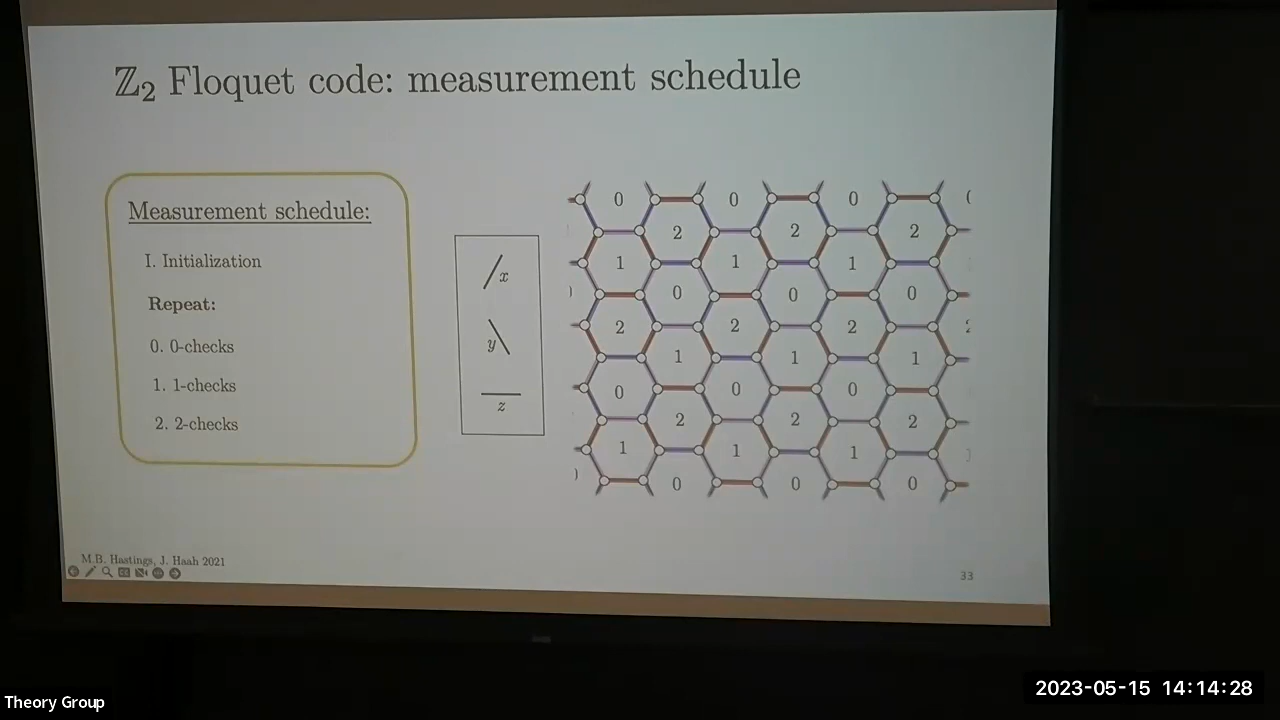 ℤ₂ Floquet code: measurement schedule
Measurement schedule:
I. Initialization
Repeat:
0. 0-checks
1. 1-checks
2. 2-checks
x
y
z
0 0 0
2 2 2
1 1 1
0 0 0
2 2 2
1 1 1
0 0 0
2 2 2
1 1 1
0 0 0
M.B. Hastings, J. Haah 2021
33
Theory Group
2023-05-15 14:14:28